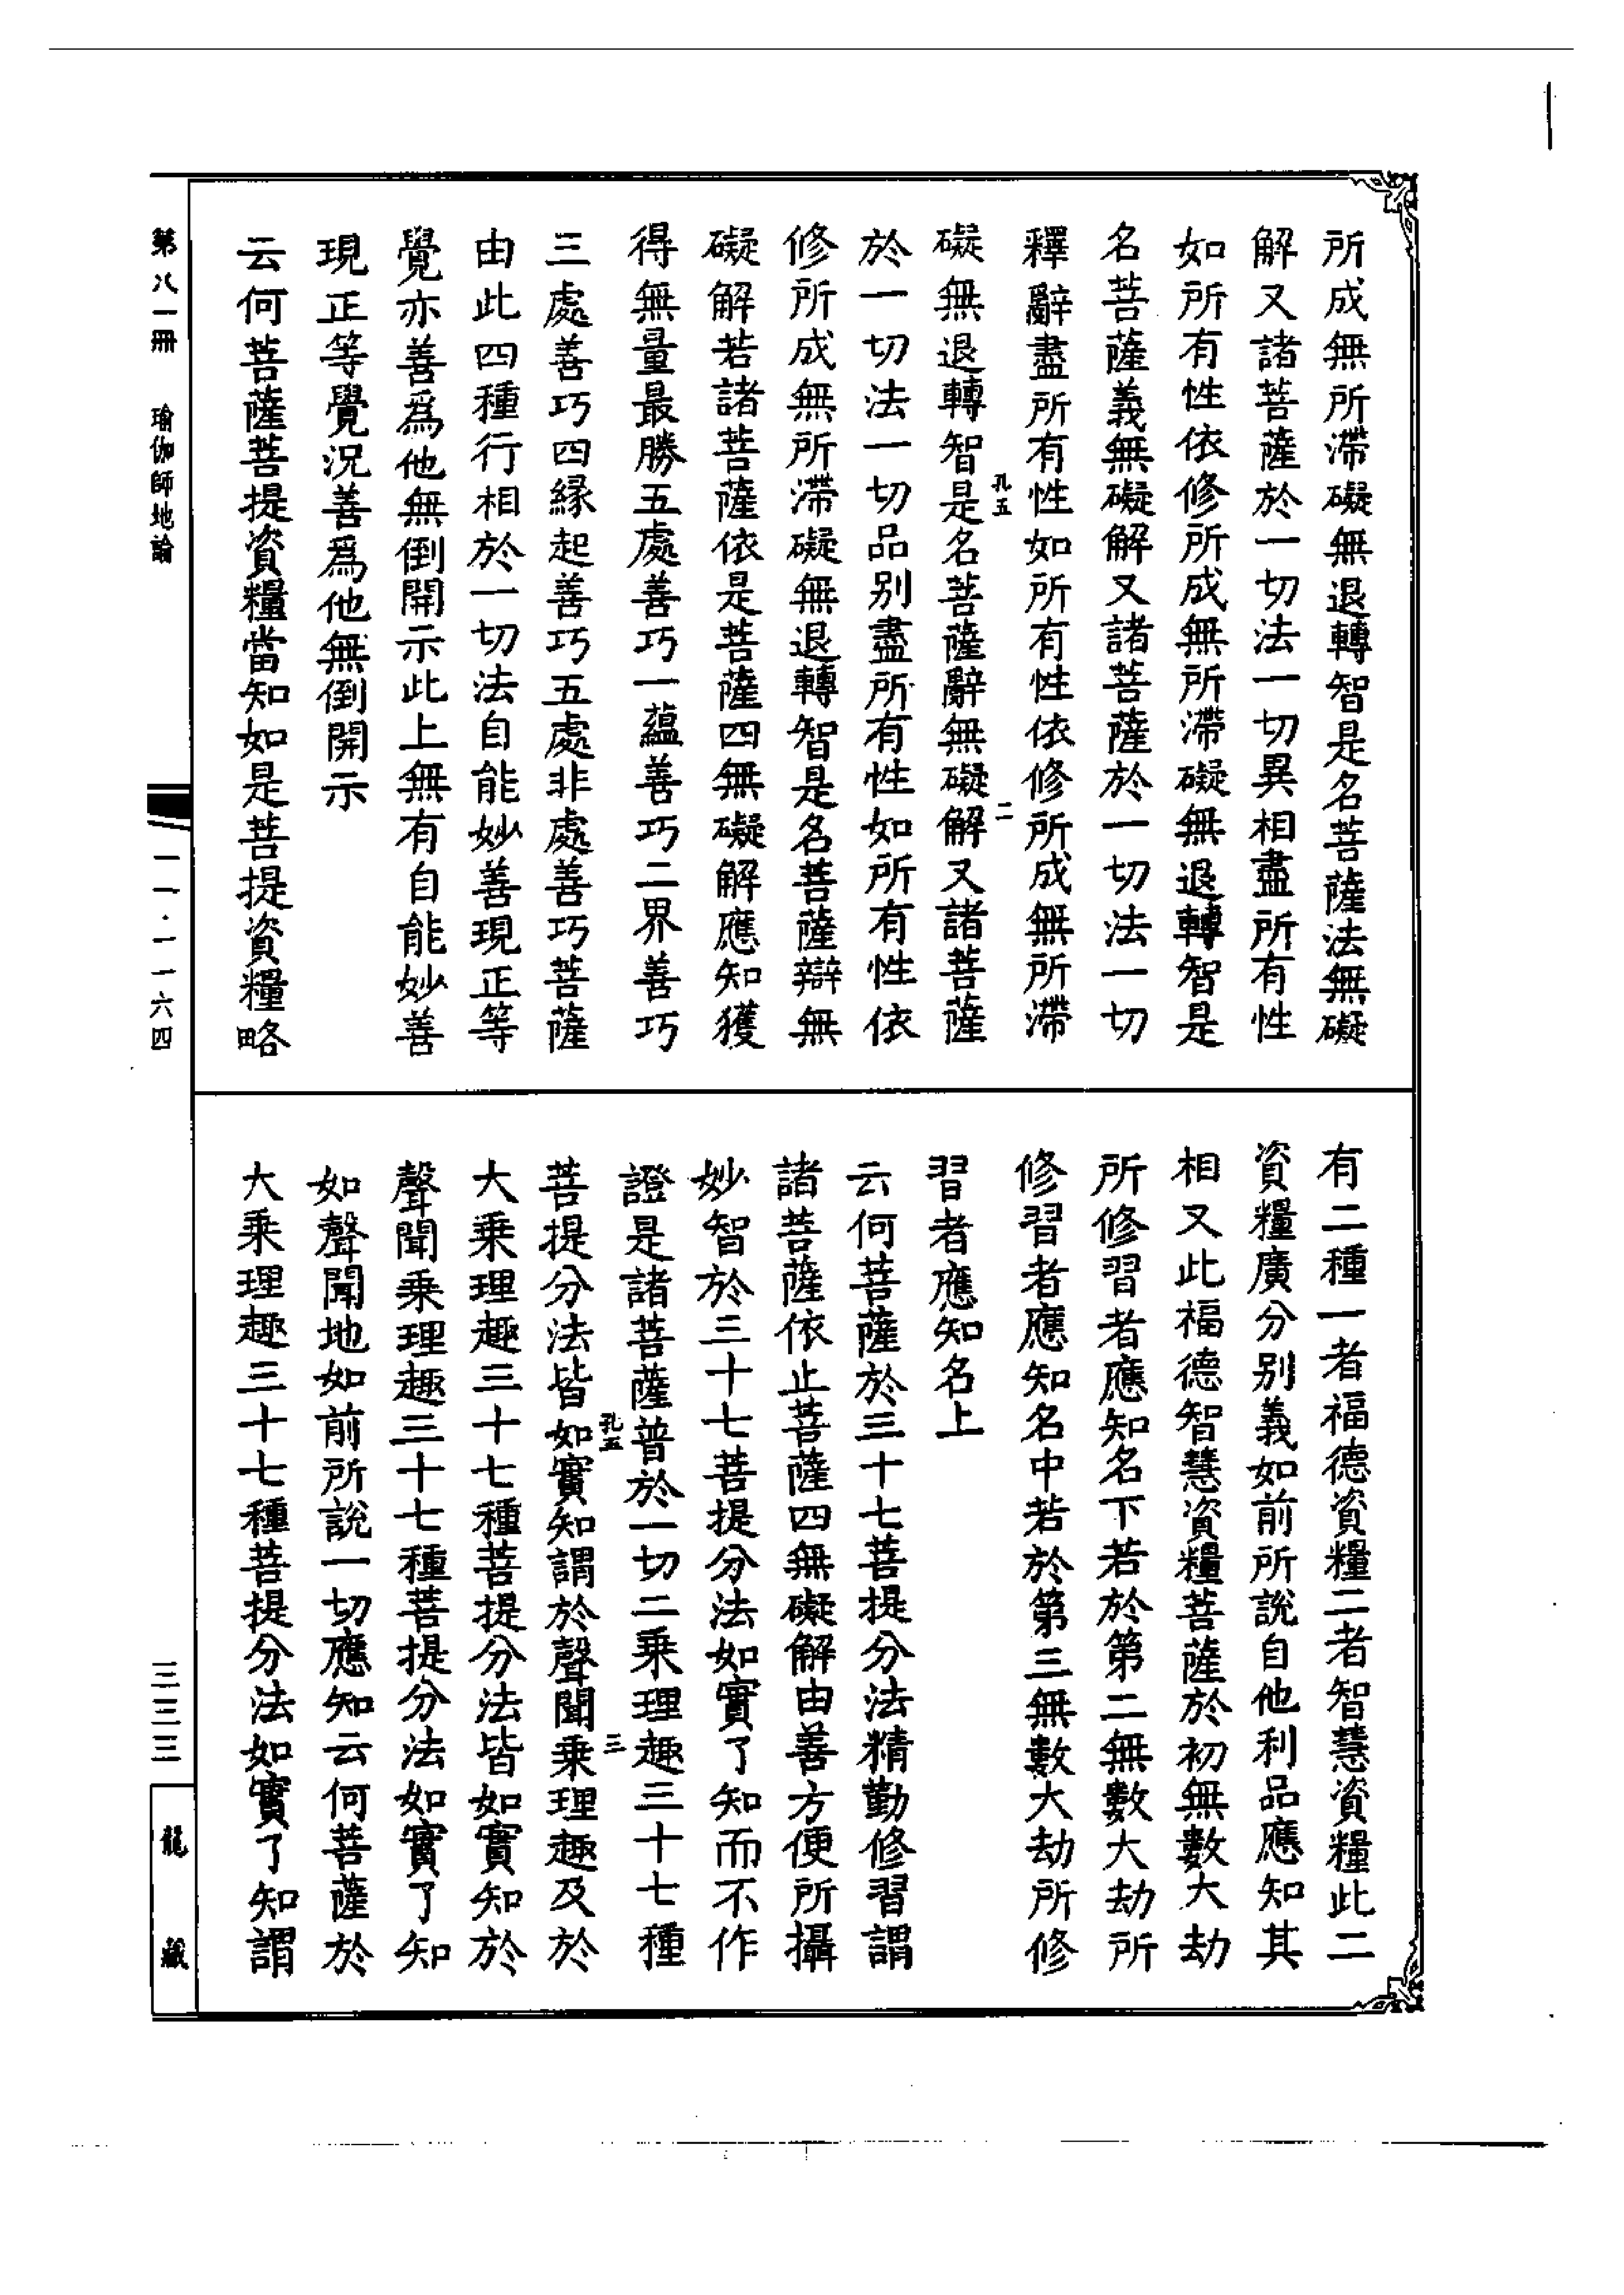 所成無所滯礙無退轉智是名菩薩法無礙
解又諸菩薩於一切法一切異相盡所有性
如所有性依修所成無所滯礙無退轉智是
名菩薩義無礙解又諸菩薩於一切法一切
釋辭盡所有性如所有性依修所成無所滯
孔五
二
礙無退轉智是名菩薩辭無礙解又諸菩薩
於一切法一切品别盡所有性如所有性依
修所成無所滯礙無退轉智是名菩薩辯無
礙解若諸菩薩依是菩薩四無礙解應知獲
得無量最勝五處善巧一蘊善巧二界善巧
三處善巧四緣起善巧五處非處善巧菩薩
由此四種行相於一切法自能妙善現正等
覺亦善爲他無倒開示此上無有自能妙善
現正等覺況善爲他無倒開示
云何菩薩菩提資糧當知如是菩提資糧略
有二種一者福德資糧二者智慧資糧此二
資糧廣分别義如前所說自他利品應知其
相又此福德智慧資糧菩薩於初無數大劫
所修習者應知名下若於第二無數大劫所
修習者應知名中若於第三無數大劫所修
習者應知名上
云何菩薩於三十七菩提分法精勤修習謂
諸菩薩依止菩薩四無礙解由善方便所攝
妙智於三十七菩提分法如實了知而不作
證是諸菩薩普於一切二乘理趣三十七種
孔五
三
菩提分法皆如實知謂於聲聞乘理趣及於
大乘理趣三十七種菩提分法皆如實知於
聲聞乘理趣三十七種菩提分法如實了知
如聲聞地如前所說一切應知云何菩薩於
大乘理趣三十七種菩提分法如實了知謂
第八一冊　瑜伽師地論
一一·一一六四
三三三
龍藏